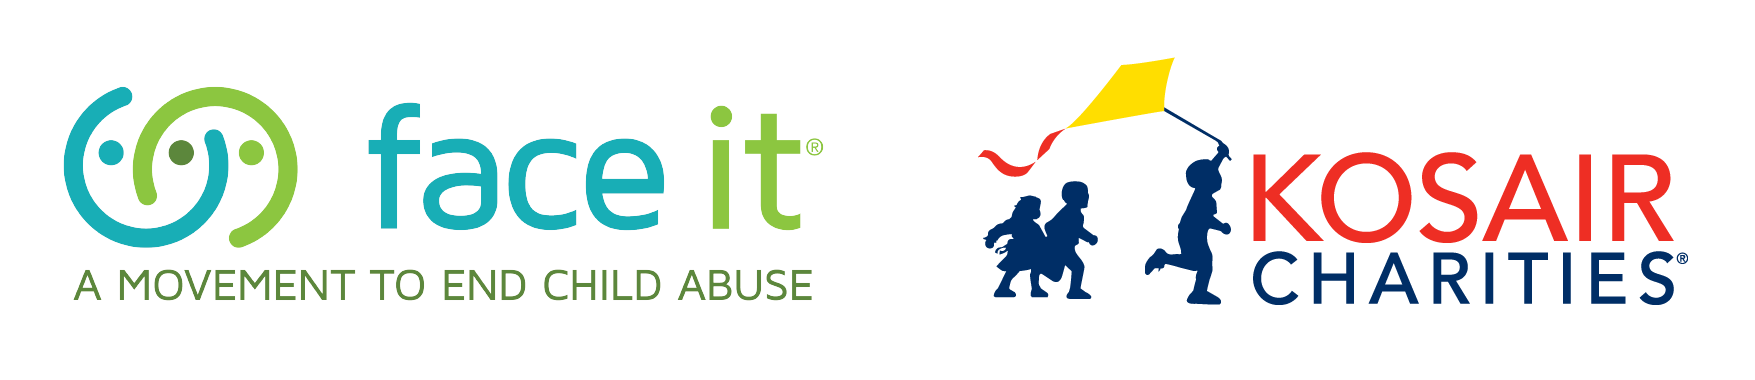 face it®
A MOVEMENT TO END CHILD ABUSE
KOSAIR
CHARITIES®